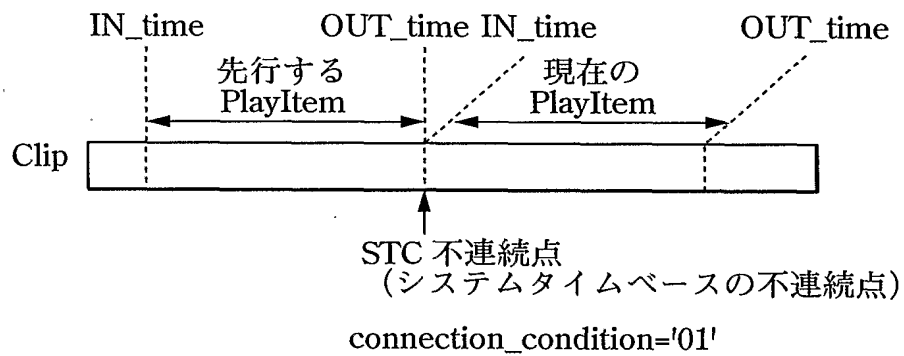 IN_time OUT_time IN_time OUT_time
先行する
PlayItem
現在の
PlayItem
Clip
STC 不連続点
(システムタイムベースの不連続点)
connection_condition='01'